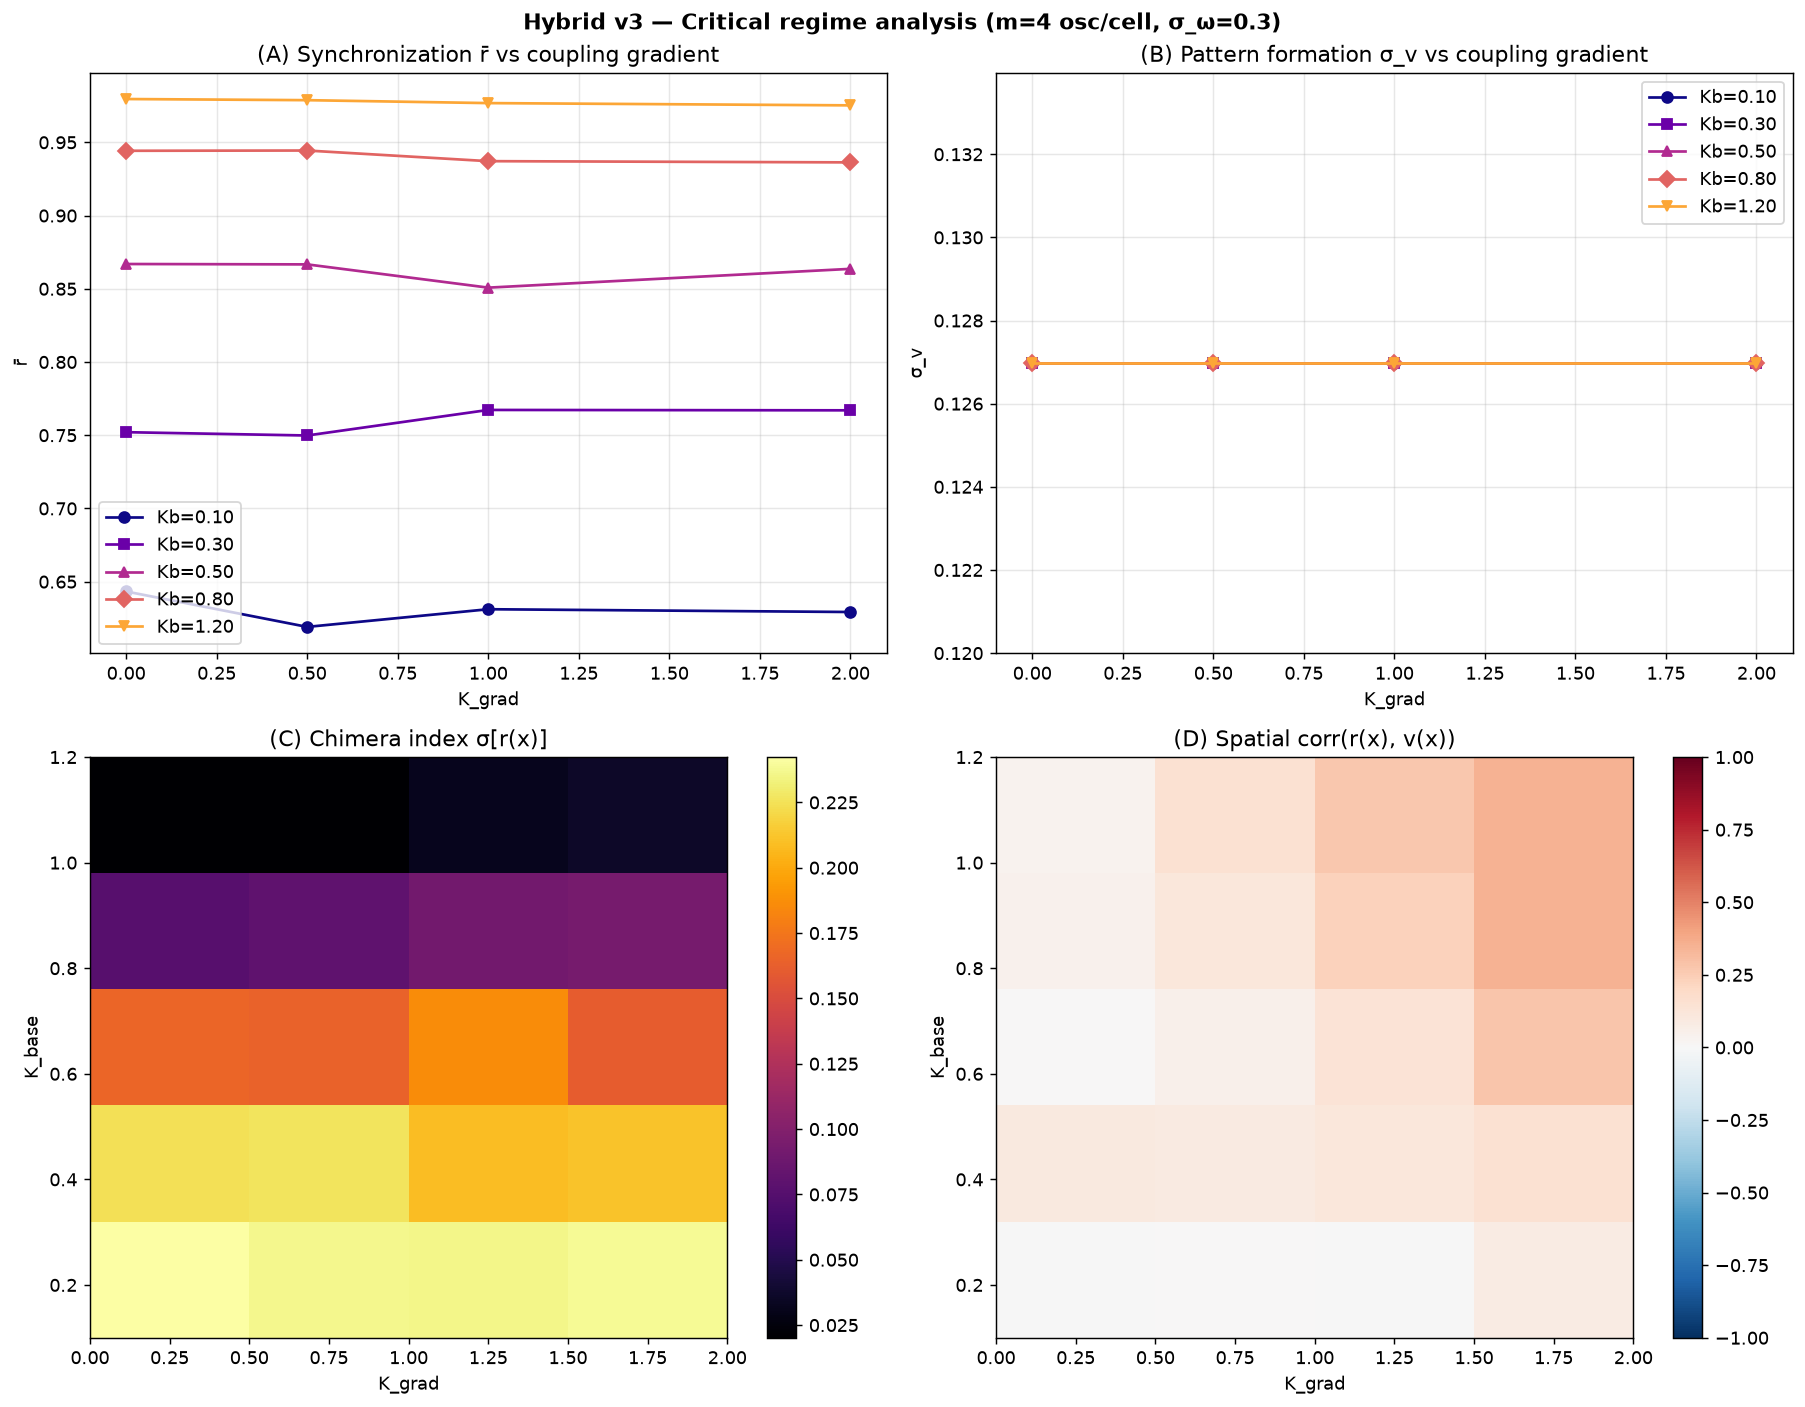 Hybrid v3 — Critical regime analysis (m=4 osc/cell, σ_ω=0.3)
(A) Synchronization r̄ vs coupling gradient
0.95
0.90
0.85
0.80
0.75
0.70
0.65
r̄
Kb=0.10
Kb=0.30
Kb=0.50
Kb=0.80
Kb=1.20
0.00 0.25 0.50 0.75 1.00 1.25 1.50 1.75 2.00
K_grad
(B) Pattern formation σ_v vs coupling gradient
0.132
0.130
0.128
0.126
0.124
0.122
0.120
σ_v
Kb=0.10
Kb=0.30
Kb=0.50
Kb=0.80
Kb=1.20
0.00 0.25 0.50 0.75 1.00 1.25 1.50 1.75 2.00
K_grad
(C) Chimera index σ[r(x)]
1.2
1.0
0.8
0.6
0.4
0.2
K_base
0.00 0.25 0.50 0.75 1.00 1.25 1.50 1.75 2.00
K_grad
0.225
0.200
0.175
0.150
0.125
0.100
0.075
0.050
0.025
(D) Spatial corr(r(x), v(x))
1.2
1.0
0.8
0.6
0.4
0.2
K_base
0.00 0.25 0.50 0.75 1.00 1.25 1.50 1.75 2.00
K_grad
1.00
0.75
0.50
0.25
0.00
−0.25
−0.50
−0.75
−1.00